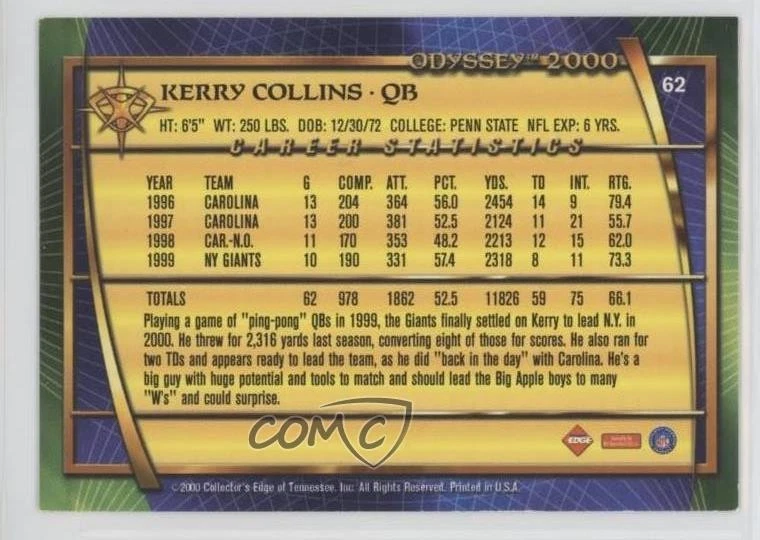 ODYSSEY™ 2000
62
KERRY COLLINS · QB
HT: 6'5" WT: 250 LBS. DOB: 12/30/72 COLLEGE: PENN STATE NFL EXP: 6 YRS.
CAREER STATISTICS
YEAR TEAM G COMP. ATT. PCT. YDS. TD INT. RTG.
1996 CAROLINA 13 204 364 56.0 2454 14 9 79.4
1997 CAROLINA 13 200 381 52.5 2124 11 21 55.7
1998 CAR.-N.O. 11 170 353 48.2 2213 12 15 62.0
1999 NY GIANTS 10 190 331 57.4 2318 8 11 73.3
TOTALS 62 978 1862 52.5 11826 59 75 66.1
Playing a game of "ping-pong" QBs in 1999, the Giants finally settled on Kerry to lead N.Y. in
2000. He threw for 2,316 yards last season, converting eight of those for scores. He also ran for
two TDs and appears ready to lead the team, as he did "back in the day" with Carolina. He's a
big guy with huge potential and tools to match and should lead the Big Apple boys to many
"W's" and could surprise.
COMC
EDGE
©2000 Collector's Edge of Tennessee, Inc. All Rights Reserved. Printed in U.S.A.